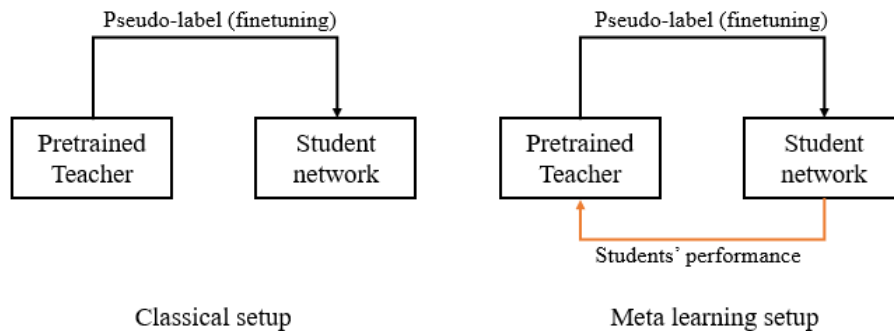 Pseudo-label (finetuning)
Pretrained
Teacher
Student
network
Classical setup
Pseudo-label (finetuning)
Pretrained
Teacher
Student
network
Students' performance
Meta learning setup